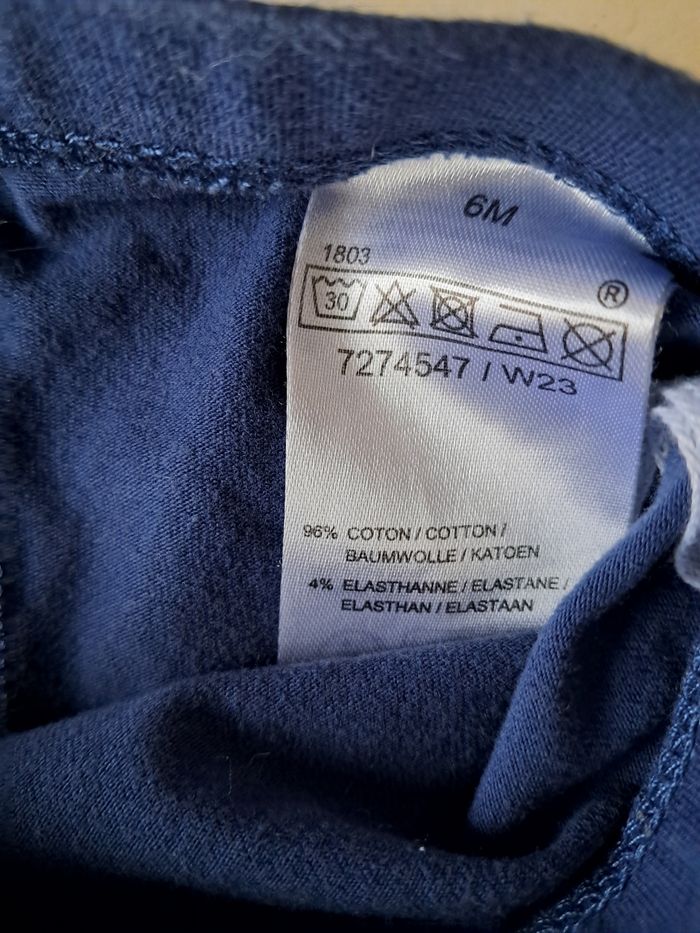 6M
1803
30
®
7274547 / W23
96% COTON / COTTON /
BAUMWOLLE / KATOEN
4% ELASTHANNE / ELASTANE /
ELASTHAN / ELASTAAN